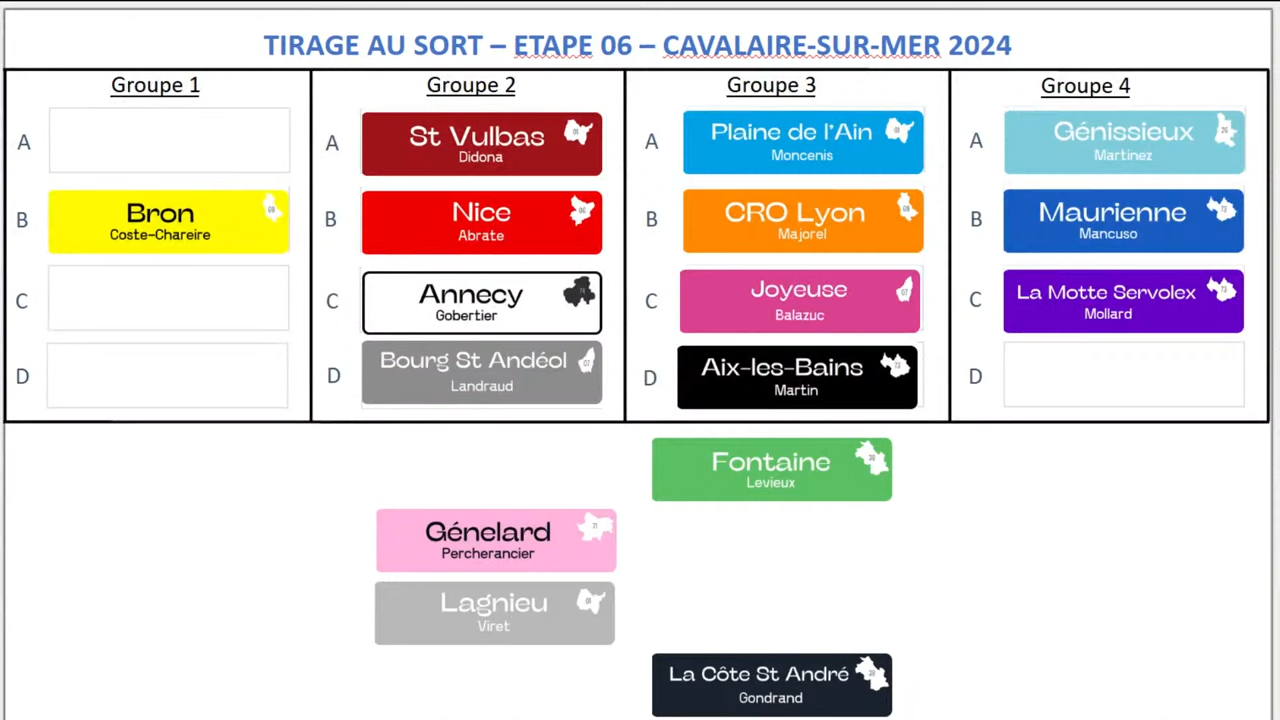 TIRAGE AU SORT – ETAPE 06 – CAVALAIRE-SUR-MER 2024
Groupe 1
A
B
Bron
Coste-Chareire
C
D
Groupe 2
A
St Vulbas
Didona
B
Nice
Abrate
C
Annecy
Gobertier
D
Bourg St Andéol
Landraud
Groupe 3
A
Plaine de l'Ain
Moncenis
B
CRO Lyon
Majorel
C
Joyeuse
Balazuc
D
Aix-les-Bains
Martin
Groupe 4
A
Génissieux
Martinez
B
Maurienne
Mancuso
C
La Motte Servolex
Mollard
D
Fontaine
Levieux
Génelard
Percherancier
Lagnieu
Viret
La Côte St André
Gondrand